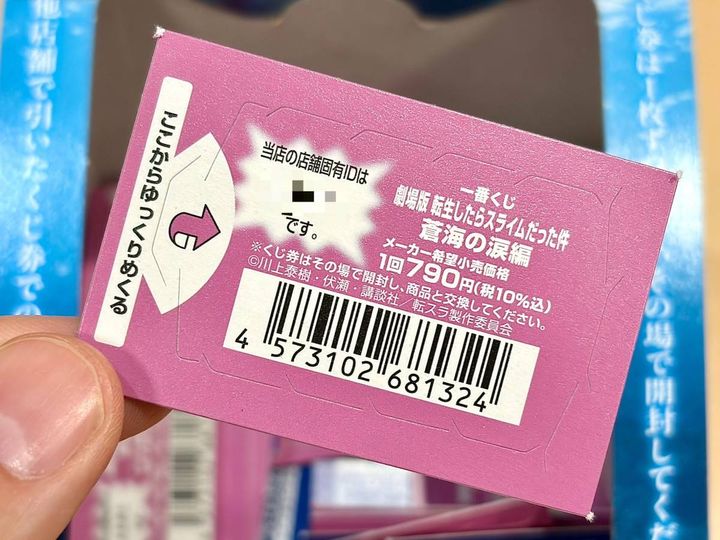 ここからゆっくりめくる
当店の店舗固有IDは
です。
一番くじ
劇場版 転生したらスライムだった件
蒼海の涙編
メーカー希望小売価格
1回790円(税10%込)
※くじ券はその場で開封し、商品と交換してください。
©川上泰樹・伏瀬・講談社／転スラ製作委員会
4 573102 681324
他店舗で引いたくじ券での
じ券は1枚ず
の場で開封してくだ